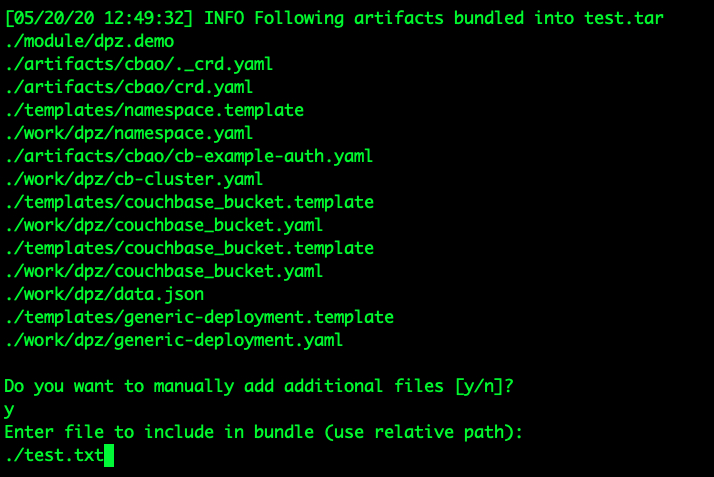 [05/20/20 12:49:32] INFO Following artifacts bundled into test.tar
./module/dpz.demo
./artifacts/cbao/._crd.yaml
./artifacts/cbao/crd.yaml
./templates/namespace.template
./work/dpz/namespace.yaml
./artifacts/cbao/cb-example-auth.yaml
./work/dpz/cb-cluster.yaml
./templates/couchbase_bucket.template
./work/dpz/couchbase_bucket.yaml
./templates/couchbase_bucket.template
./work/dpz/couchbase_bucket.yaml
./work/dpz/data.json
./templates/generic-deployment.template
./work/dpz/generic-deployment.yaml
Do you want to manually add additional files [y/n]?
y
Enter file to include in bundle (use relative path):
./test.txt